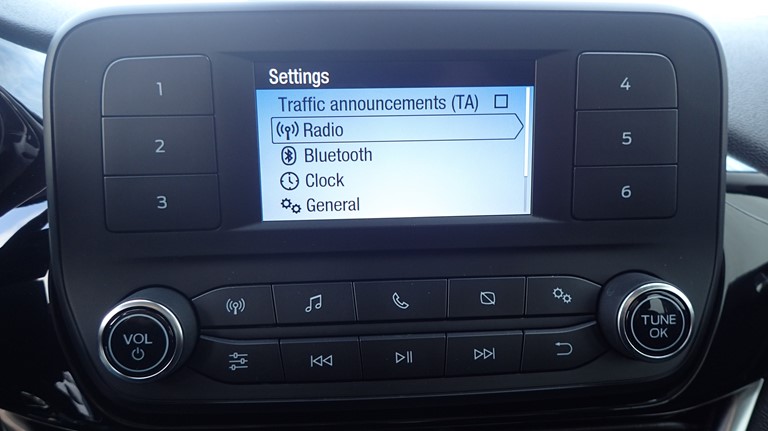 Settings
Traffic announcements (TA)
Radio
Bluetooth
Clock
General
1
2
3
4
5
6
VOL
TUNE
OK